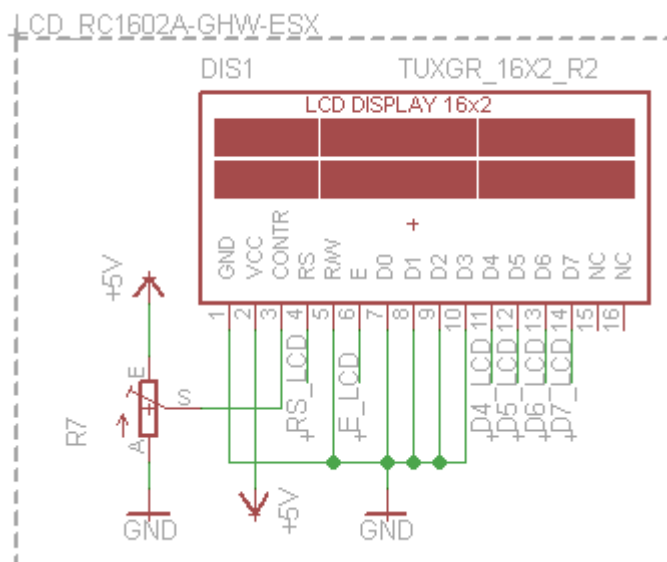 LCD_RC1602A-GHW-ESX
DIS1 TUXGR_16X2_R2
LCD DISPLAY 16x2
GND VCC CONTR RS R/W E D0 D1 D2 D3 D4 D5 D6 D7 NC NC
1 2 3 4 5 6 7 8 9 10 11 12 13 14 15 16
+5V
E
S
A
R7
RS_LCD
E_LCD
D4_LCD
D5_LCD
D6_LCD
D7_LCD
GND
+5V
GND